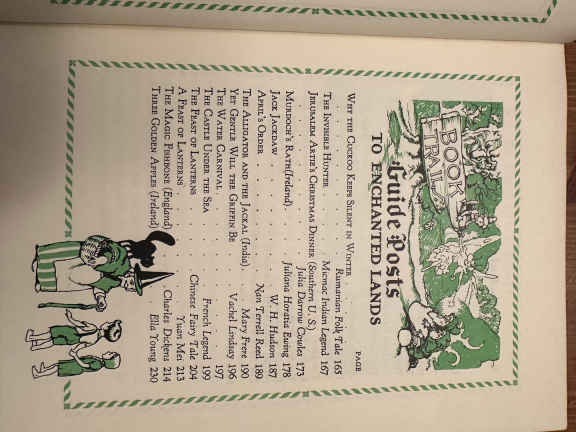 BOOK
TRAILS
Guide Posts
TO ENCHANTED LANDS
PAGE
WHY THE CUCKOO KEEPS SILENT IN WINTER
. . . . . . . . Rumanian Folk Tale 165
THE INVISIBLE HUNTER . . Micmac Indian Legend 167
JERUSALEM ARTIE'S CHRISTMAS DINNER (Southern U. S.)
. . . . . . . . Julia Darrow Cowles 173
MURDOCH'S RATH (Ireland) . Juliana Horatia Ewing 178
JACK JACKDAW . . . . . W. H. Hudson 187
APRIL'S ORDER . . . . Nan Terrell Reed 189
THE ALLIGATOR AND THE JACKAL (India) . Mary Frere 190
YET GENTLE WILL THE GRIFFIN BE . Vachel Lindsay 196
THE WATER CARNIVAL . . . . . . 197
THE CASTLE UNDER THE SEA . . French Legend 199
THE FEAST OF LANTERNS . . Chinese Fairy Tale 204
A FEAST OF LANTERNS . . . . Yuan Mei 213
THE MAGIC FISHBONE (England) . Charles Dickens 214
THREE GOLDEN APPLES (Ireland) . . Ella Young 230